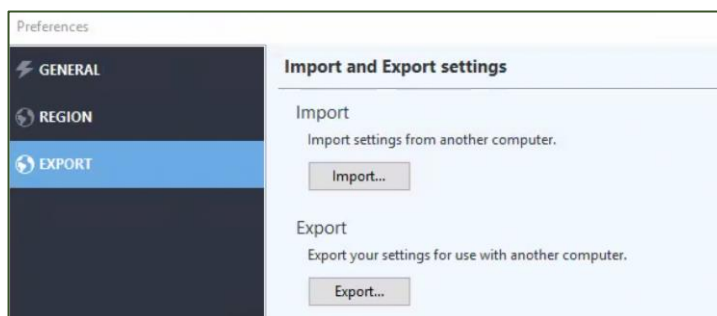 Preferences
GENERAL
REGION
EXPORT
Import and Export settings
Import
Import settings from another computer.
Import...
Export
Export your settings for use with another computer.
Export...